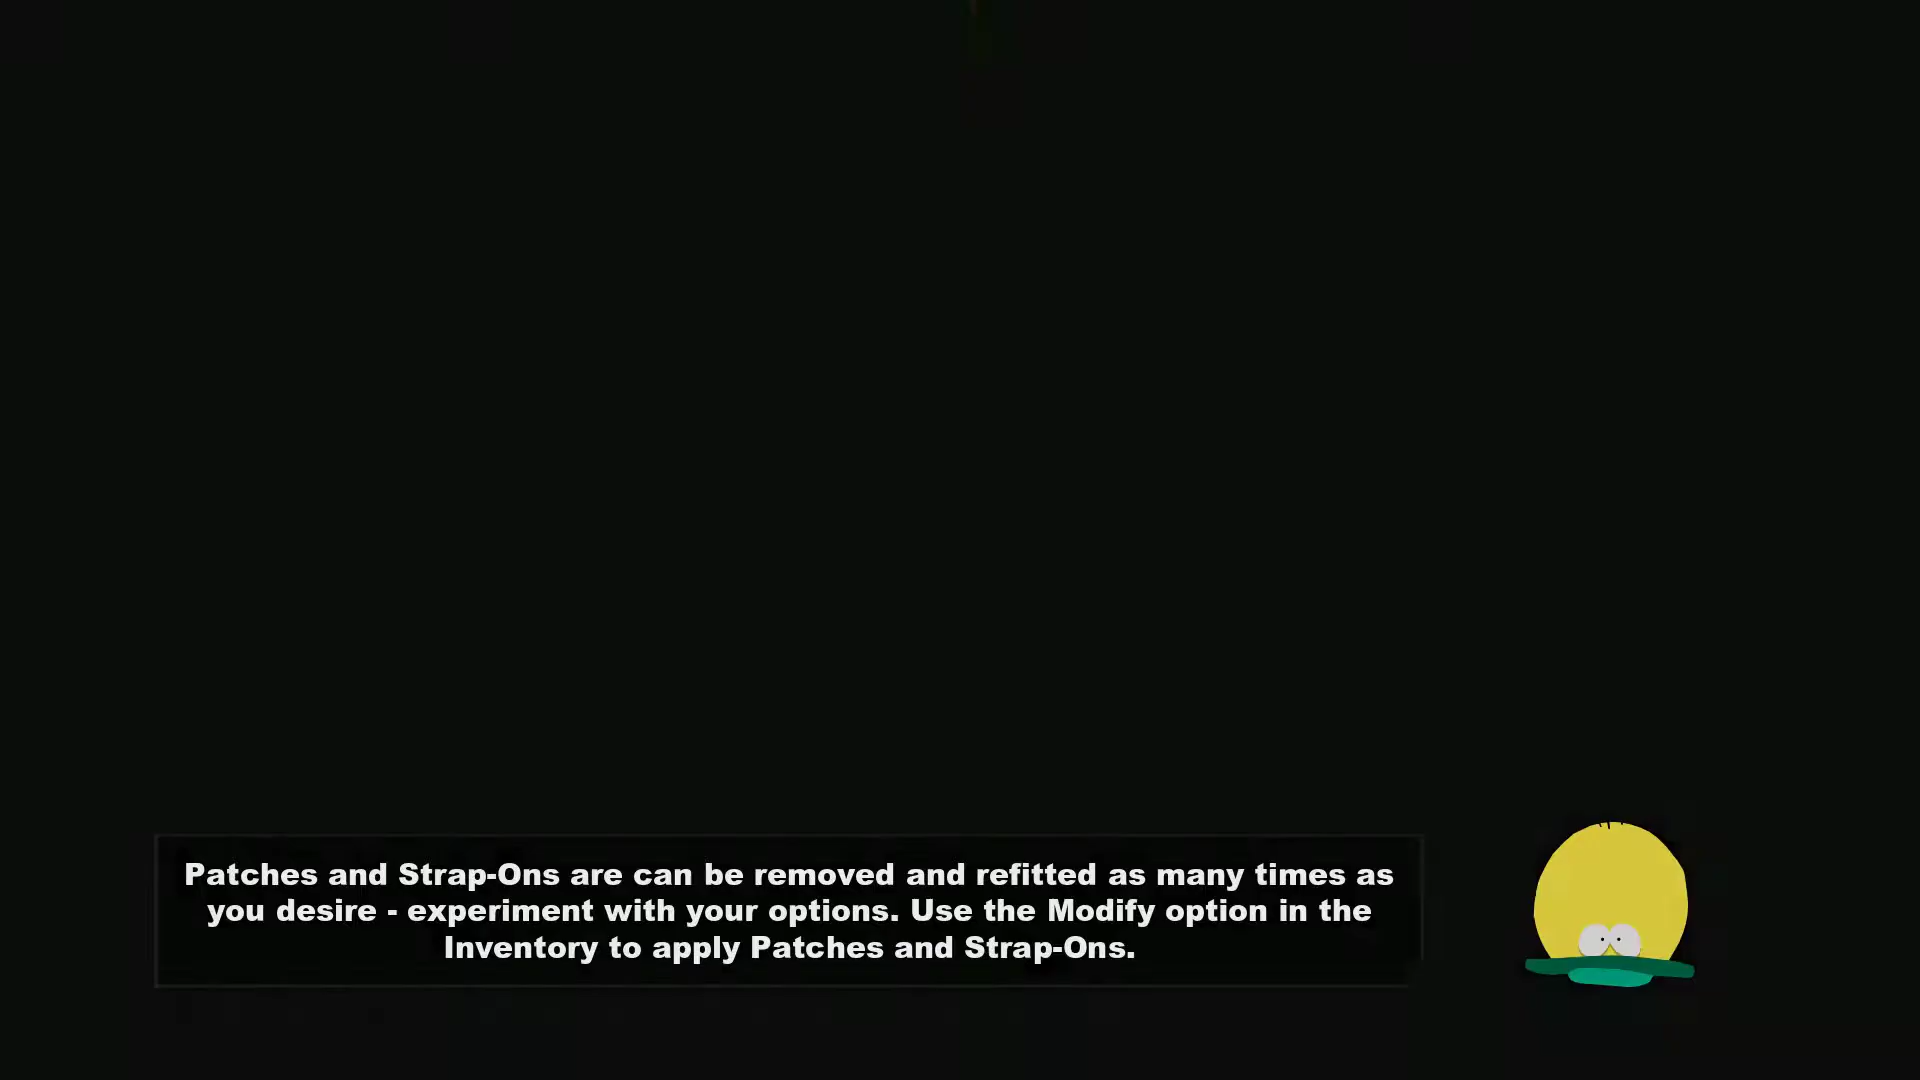 Patches and Strap-Ons are can be removed and refitted as many times as
you desire - experiment with your options. Use the Modify option in the
Inventory to apply Patches and Strap-Ons.